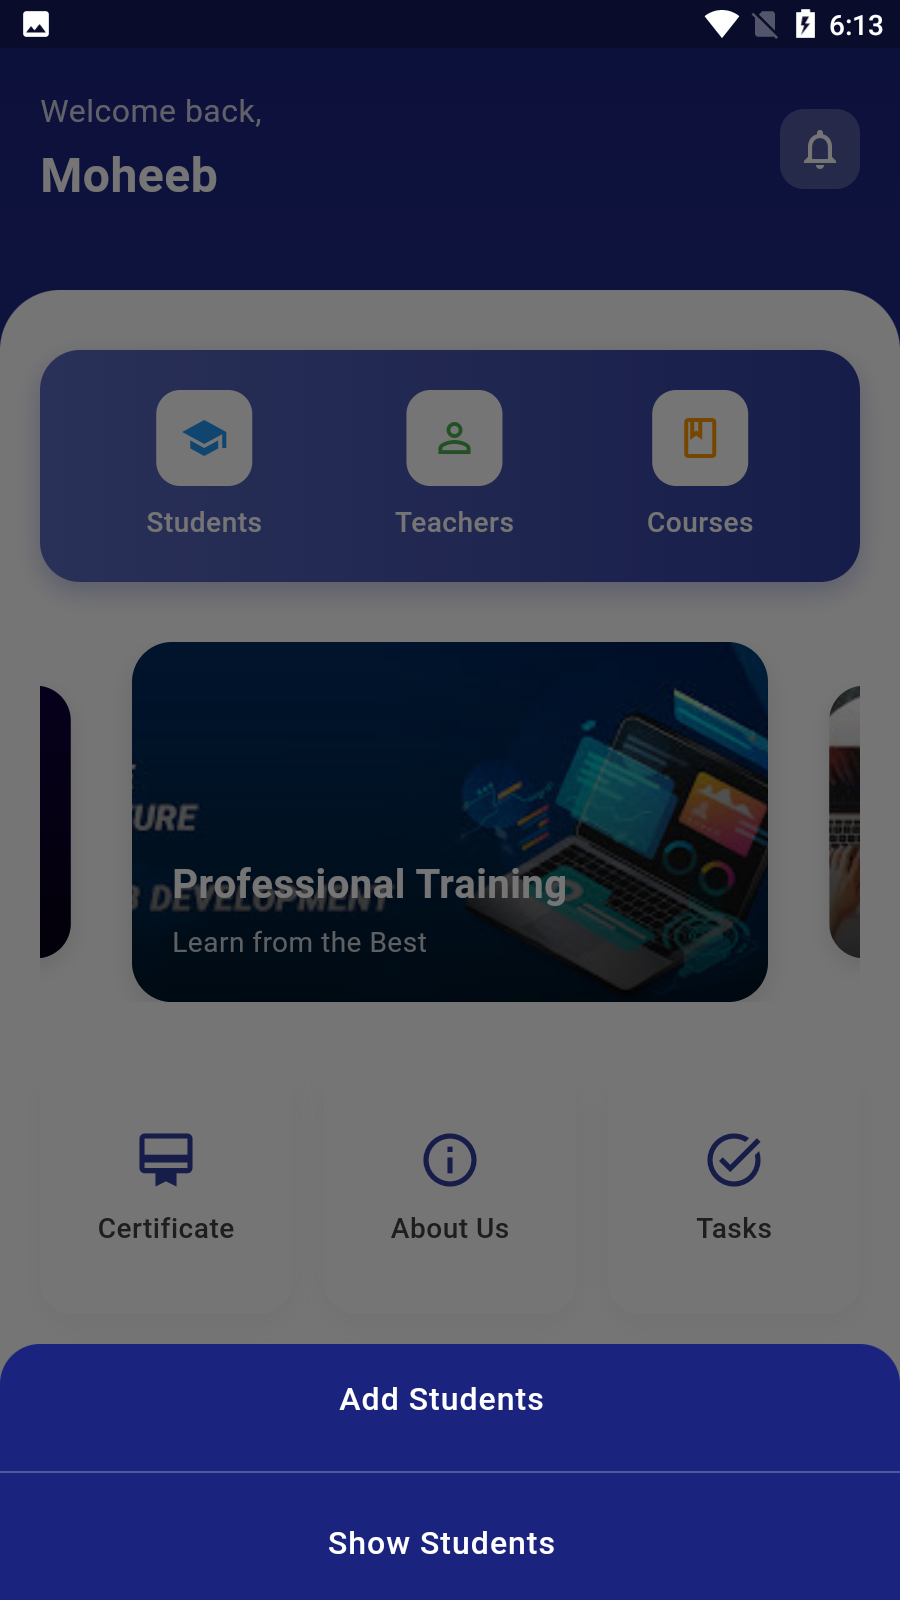 6:13
Welcome back,
Moheeb
Students
Teachers
Courses
URE
DEVELOPMENT
Professional Training
Learn from the Best
Certificate
About Us
Tasks
Add Students
Show Students